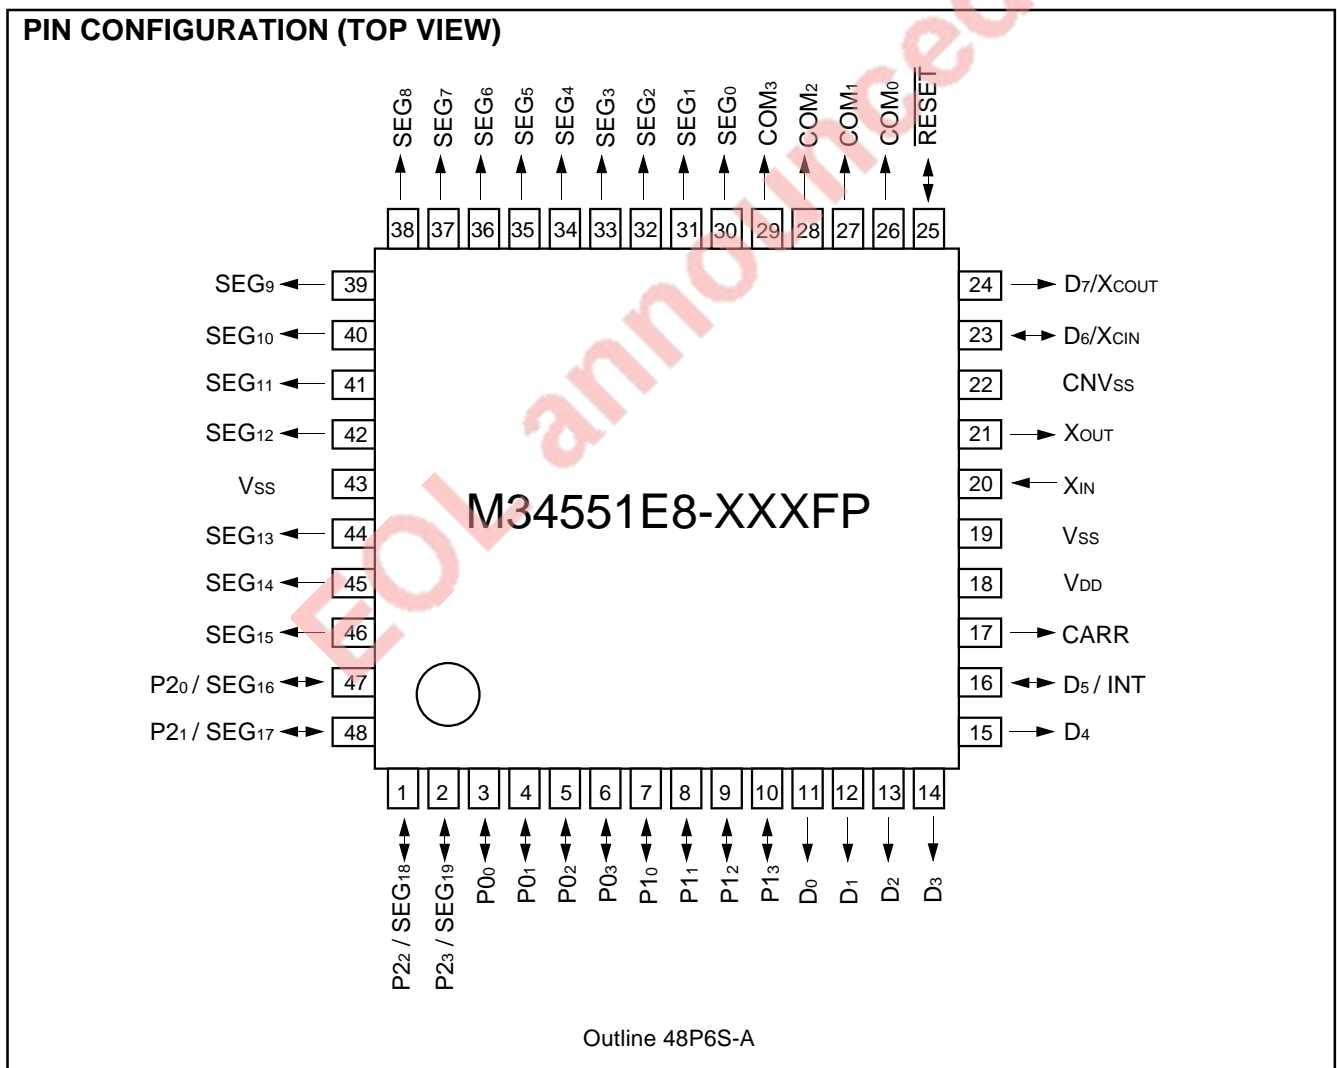 PIN CONFIGURATION (TOP VIEW)
SEG8
SEG7
SEG6
SEG5
SEG4
SEG3
SEG2
SEG1
SEG0
COM3
COM2
COM1
COM0
RESET
38 37 36 35 34 33 32 31 30 29 28 27 26 25
SEG9 39
SEG10 40
SEG11 41
SEG12 42
VSS 43
SEG13 44
SEG14 45
SEG15 46
P20 / SEG16 47
P21 / SEG17 48
M34551E8-XXXFP
24 D7/XCOUT
23 D6/XCIN
22 CNVSS
21 XOUT
20 XIN
19 VSS
18 VDD
17 CARR
16 D5 / INT
15 D4
1 2 3 4 5 6 7 8 9 10 11 12 13 14
P22 / SEG18
P23 / SEG19
P00
P01
P02
P03
P10
P11
P12
P13
D0
D1
D2
D3
Outline 48P6S-A
EOL announced